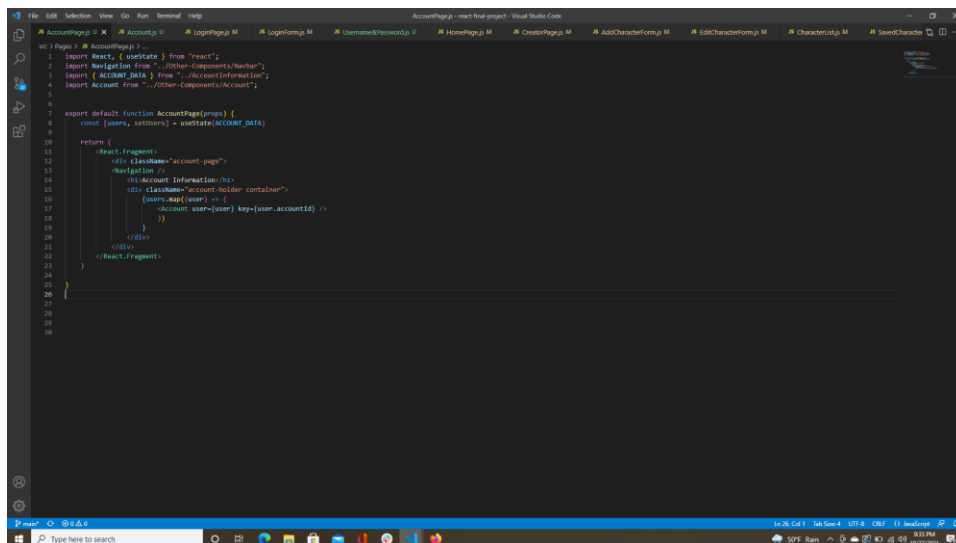 File Edit Selection View Go Run Terminal Help
AccountPage.js - react-final-project - Visual Studio Code
AccountPage.js U Account.js U LoginPage.js M LoginForm.js M Username&Password.js U HomePage.js M CreatorPage.js M AddCharacterForm.js M EditCharacterForm.js M CharacterList.js M SavedCharacter
src > Pages > JS AccountPage.js > ...
1 import React, { useState } from "react";
2 import Navigation from "../Other-Components/Navbar";
3 import { ACCOUNT_DATA } from "../AccountInformation";
4 import Account from "../Other-Components/Account";
5
6
7 export default function AccountPage(props) {
8 const [users, setUsers] = useState(ACCOUNT_DATA)
9
10 return (
11 <React.Fragment>
12 <div className="account-page">
13 <Navigation />
14 <h1>Account Information</h1>
15 <div className="account-holder container">
16 {users.map((user) => (
17 <Account user={user} key={user.accountId} />
18 ))
19 }
20 </div>
21 </div>
22 </React.Fragment>
23 )
24
25 }
26
27
28
29
30
main* 0 0
Ln 26, Col 1 Tab Size: 4 UTF-8 CRLF {} JavaScript
Type here to search
50°F Rain
9:35 PM